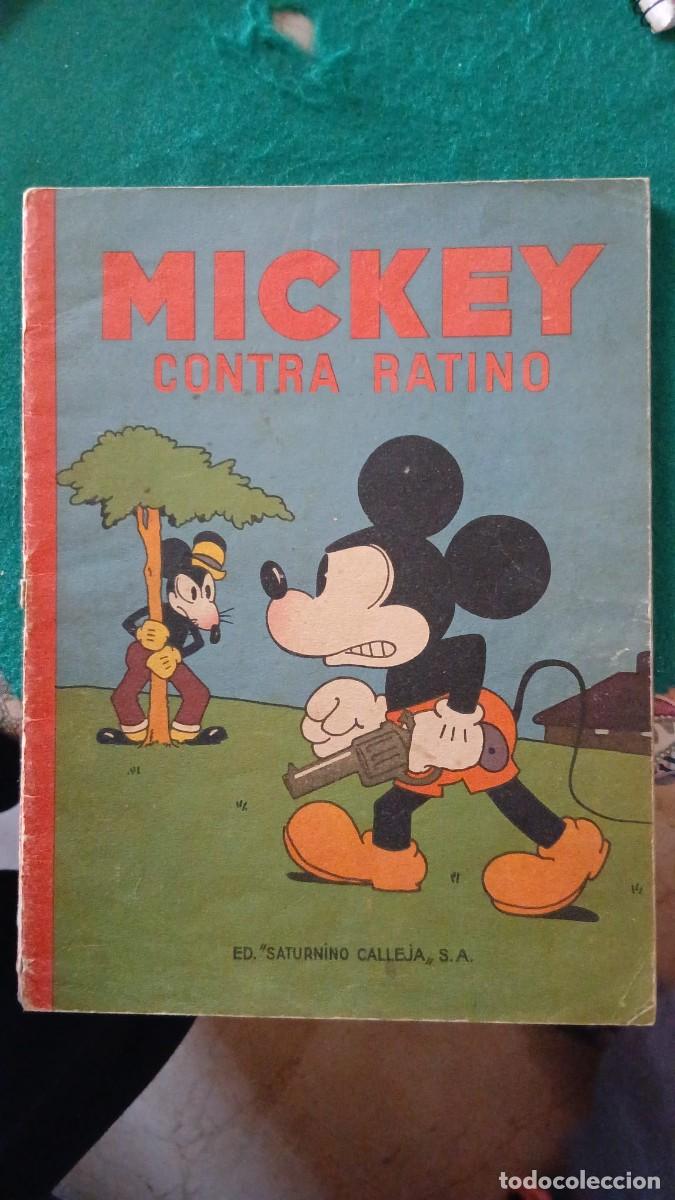 MICKEY
CONTRA RATINO
ED. "SATURNINO CALLEJA„ S.A.
todocoleccion